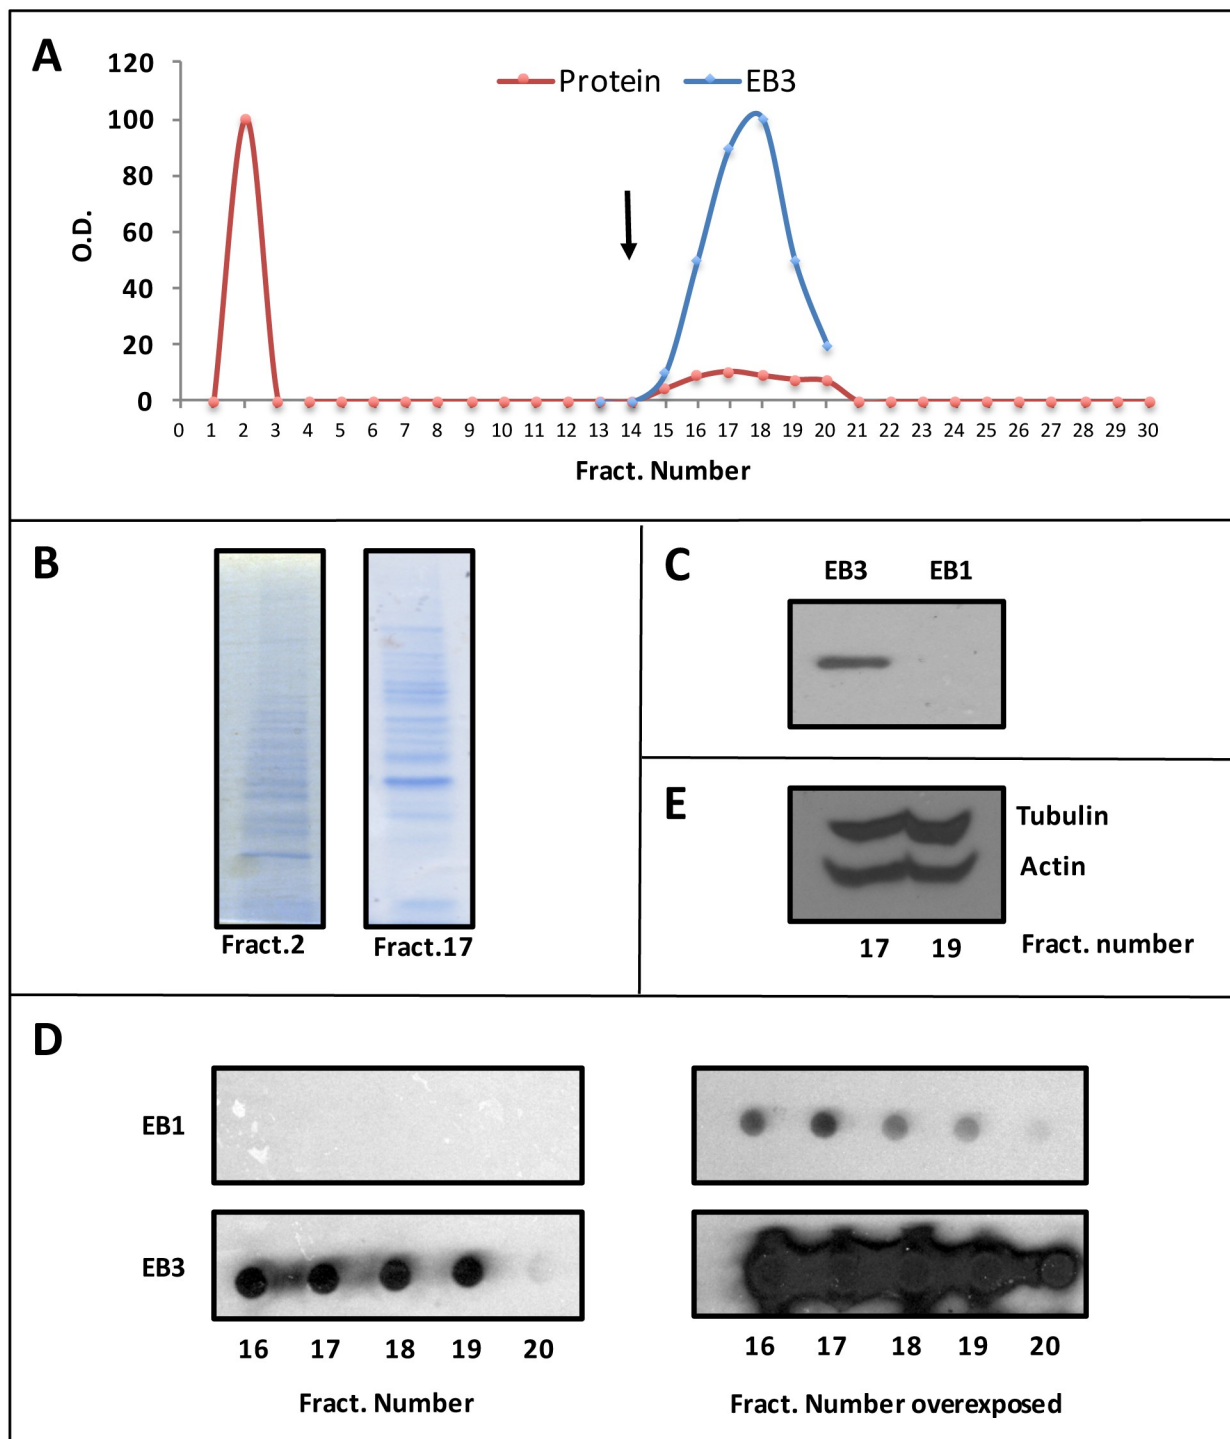 A
120
100
80
60
40
20
0
O.D.
Protein
EB3
0 1 2 3 4 5 6 7 8 9 10 11 12 13 14 15 16 17 18 19 20 21 22 23 24 25 26 27 28 29 30
Fract. Number
B
Fract.2
Fract.17
C
EB3 EB1
E
Tubulin
Actin
17 19 Fract. number
D
EB1
EB3
16 17 18 19 20
Fract. Number
16 17 18 19 20
Fract. Number overexposed